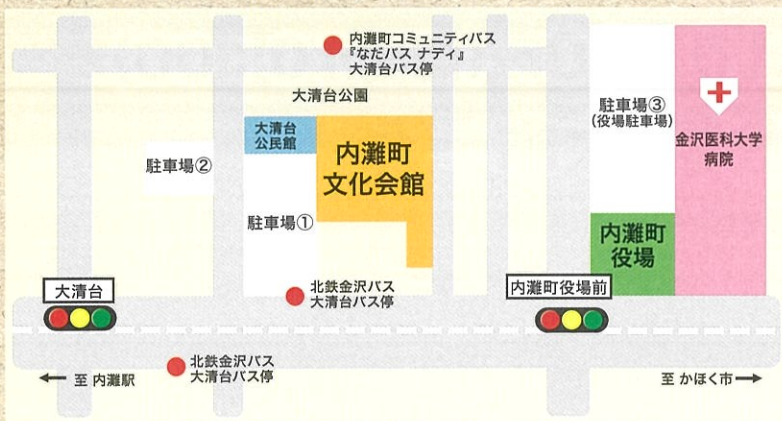 内灘町コミュニティバス
『なだバス ナディ』
大清台バス停
大清台公園
大清台
公民館
内灘町
文化会館
駐車場②
駐車場①
駐車場③
(役場駐車場)
金沢医科大学
病院
内灘町
役場
大清台
北鉄金沢バス
大清台バス停
内灘町役場前
北鉄金沢バス
大清台バス停
← 至 内灘駅
至 かほく市 →